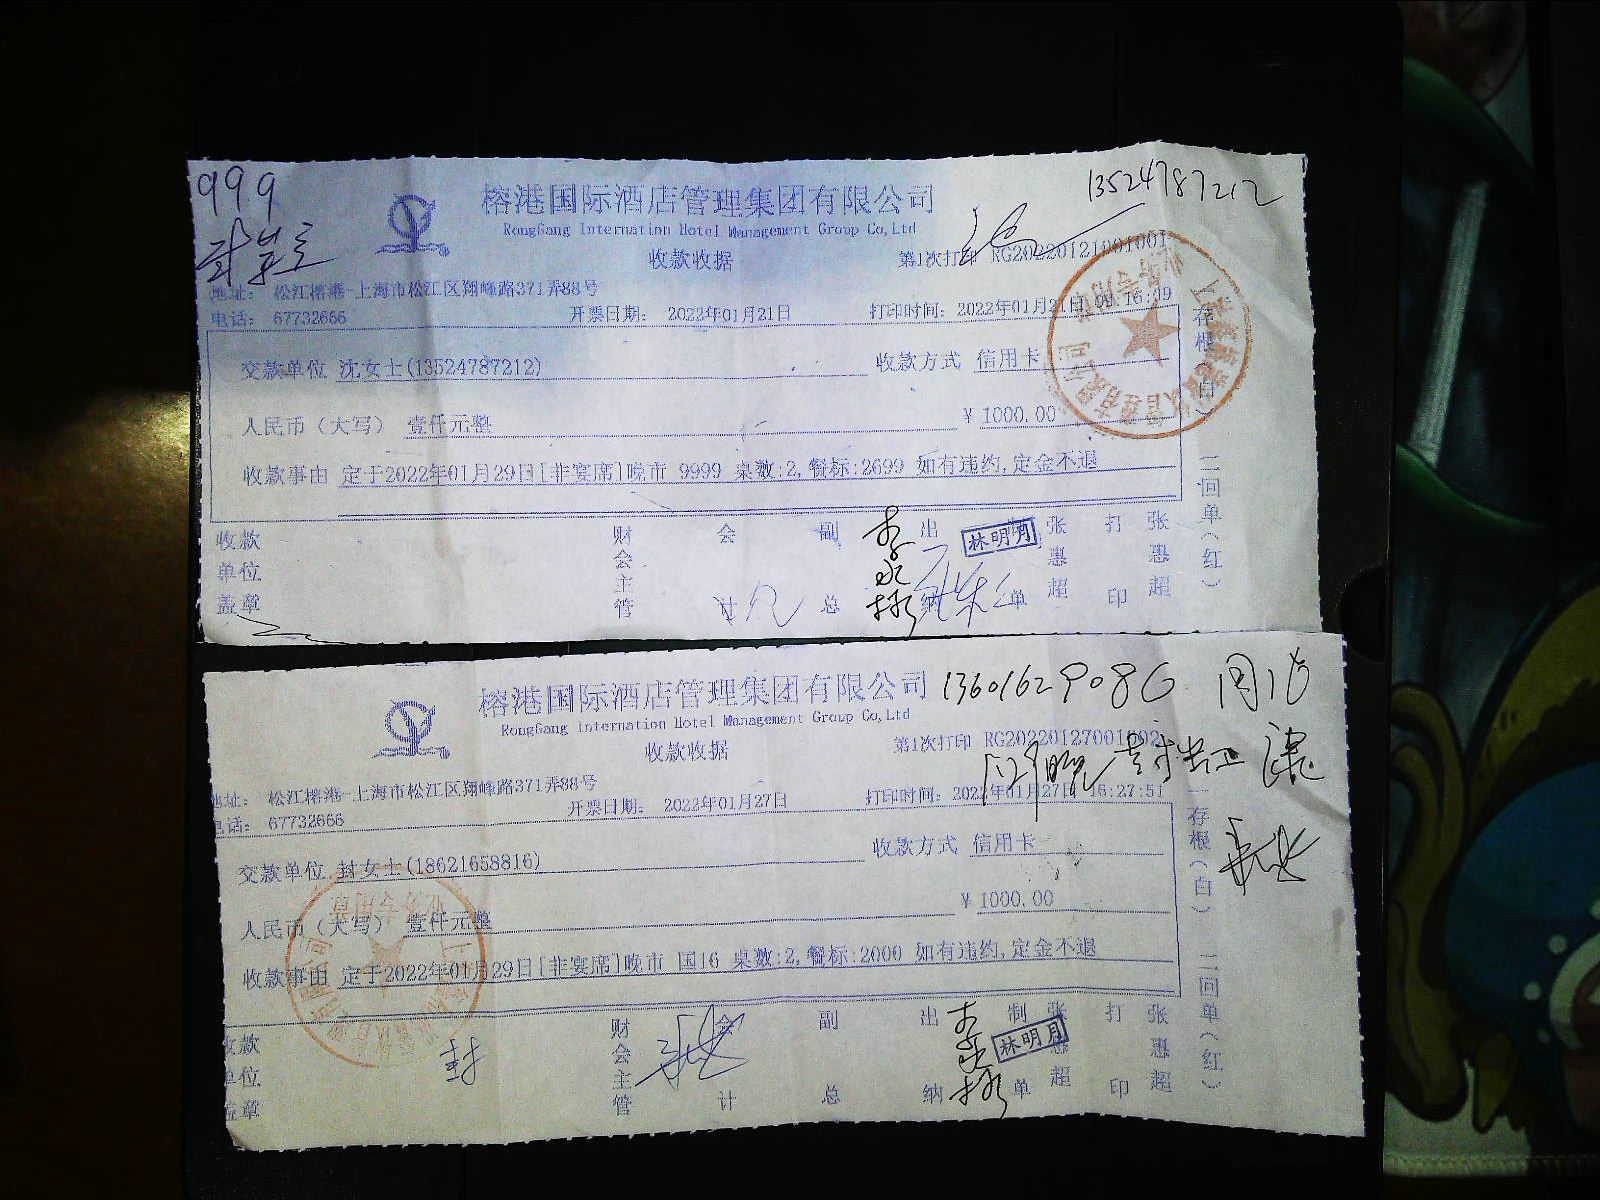 999
13524787212
榕港国际酒店管理集团有限公司
RongGang Internation Hotel Management Group Co,Ltd
收款收据
第1次打印 RG20220121001001
地址: 松江榕港-上海市松江区翔峰路371弄88号
电话: 67732666
开票日期: 2022年01月21日
打印时间: 2022年01月21日 09:16:09
交款单位 沈女士(13524787212)
收款方式 信用卡
人民币（大写） 壹仟元整
￥ 1000.00
收款事由 定于2022年01月29日[非宴席]晚市 9999 桌数:2,餐标:2699 如有违约,定金不退
收款单位盖章
财会主管
会计
副总
李永林
出纳
制单
林明月
张惠超
打印
张惠超
一存根（白）
二回单（红）
榕港国际酒店管理集团有限公司
13601629086
RongGang Internation Hotel Management Group Co,Ltd
收款收据
第1次打印 RG20220127001002
地址: 松江榕港-上海市松江区翔峰路371弄88号
电话: 67732666
开票日期: 2022年01月27日
打印时间: 2022年01月27日 16:27:51
交款单位 封女士(18621658816)
收款方式 信用卡
人民币（大写） 壹仟元整
￥ 1000.00
收款事由 定于2022年01月29日[非宴席]晚市 国16 桌数:2,餐标:2000 如有违约,定金不退
收款单位盖章
封
财会主管
会计
副总
出纳
李永林
制单
林明月
张惠超
打印
张惠超
一存根（白）
二回单（红）